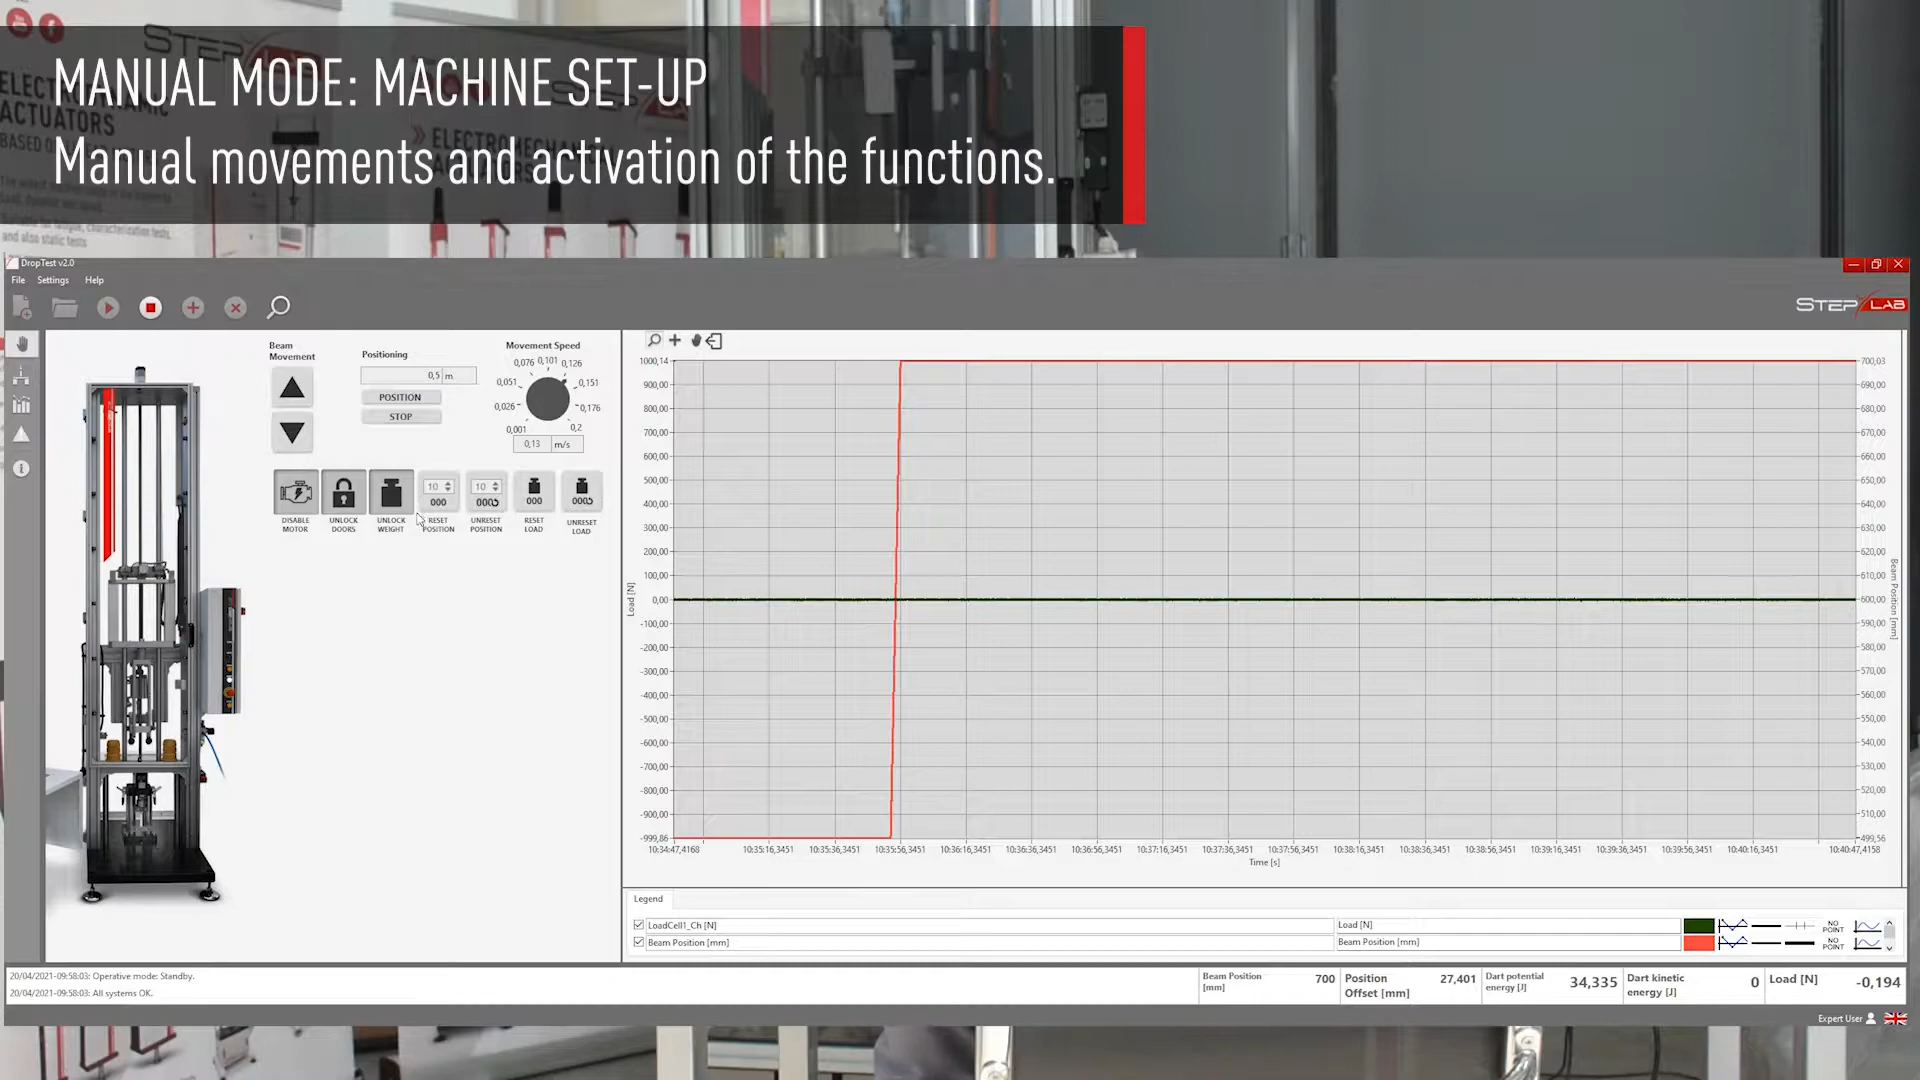 MANUAL MODE: MACHINE SET-UP
Manual movements and activation of the functions.
STEP LAB
ELECTRODYNAMIC
ACTUATORS
ELECTROMECHANICAL
ACTUATORS
and also static tests
DropTest v2.0
File Settings Help
STEP LAB
Beam Movement
Positioning
0,5 m
POSITION
STOP
Movement Speed
0,001
0,026
0,051
0,076
0,101
0,126
0,151
0,176
0,2
0,13 m/s
DISABLE MOTOR
UNLOCK DOORS
UNLOCK WEIGHT
10
000
RESET POSITION
10
000
UNRESET POSITION
000
RESET LOAD
000
UNRESET LOAD
1000,14
900,00
800,00
700,00
600,00
500,00
400,00
300,00
200,00
100,00
0,00
-100,00
-200,00
-300,00
-400,00
-500,00
-600,00
-700,00
-800,00
-900,00
-999,86
Load [N]
700,03
690,00
680,00
670,00
660,00
650,00
640,00
630,00
620,00
610,00
600,00
590,00
580,00
570,00
560,00
550,00
540,00
530,00
520,00
510,00
499,56
Beam Position [mm]
10:34:47,4168 10:35:16,3451 10:35:36,3451 10:35:56,3451 10:36:16,3451 10:36:36,3451 10:36:56,3451 10:37:16,3451 10:37:36,3451 10:37:56,3451 10:38:16,3451 10:38:36,3451 10:38:56,3451 10:39:16,3451 10:39:36,3451 10:39:56,3451 10:40:16,3451 10:40:47,4158
Time [s]
Legend
LoadCell1_Ch [N] Load [N] NO POINT
Beam Position [mm] Beam Position [mm] NO POINT
20/04/2021-09:58:03: Operative mode: Standby.
20/04/2021-09:58:03: All systems OK.
Beam Position [mm] 700
Position Offset [mm] 27,401
Dart potential energy [J] 34,335
Dart kinetic energy [J] 0
Load [N] -0,194
Expert User